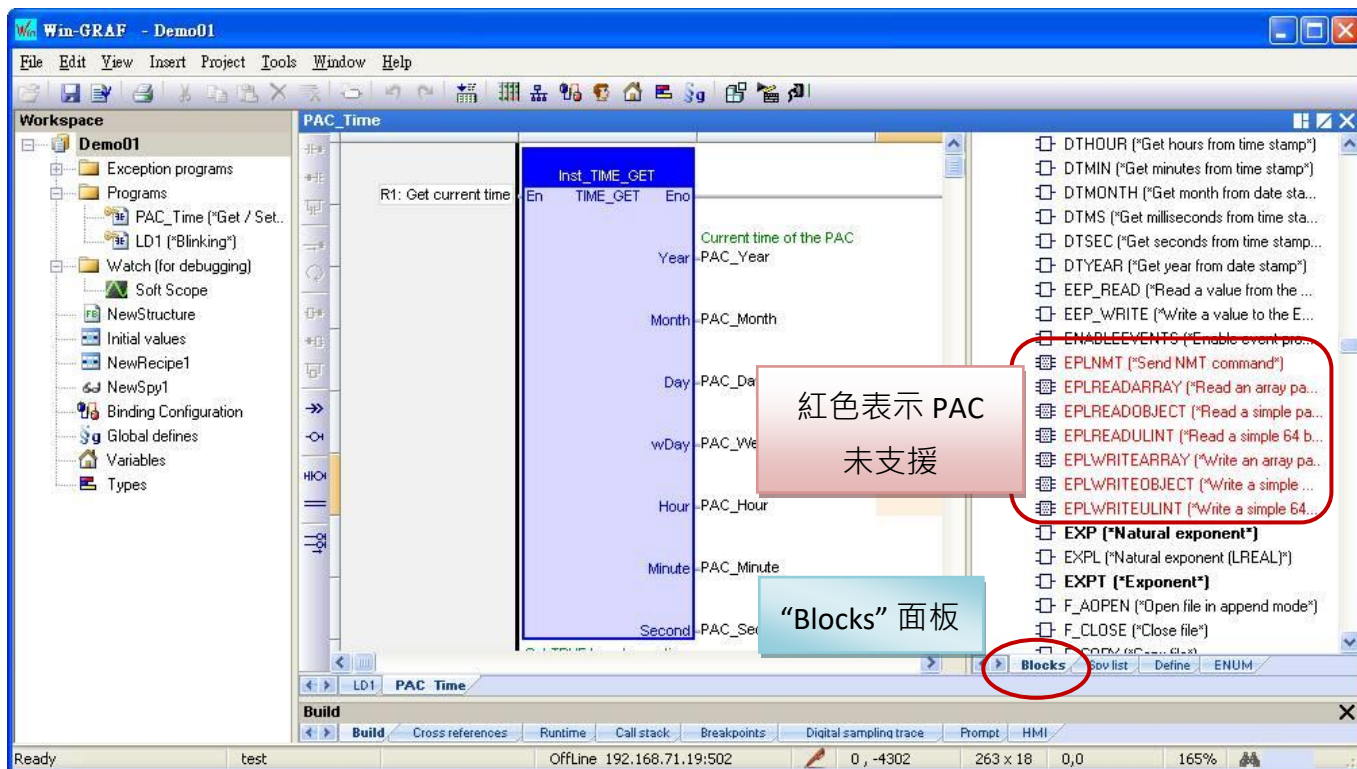 Win-GRAF - Demo01
File Edit View Insert Project Tools Window Help
Workspace
Demo01
Exception programs
Programs
PAC_Time (*Get / Set..
LD1 (*Blinking*)
Watch (for debugging)
Soft Scope
NewStructure
Initial values
NewRecipe1
NewSpy1
Binding Configuration
Global defines
Variables
Types
PAC_Time
R1: Get current time
Inst_TIME_GET
En TIME_GET Eno
Current time of the PAC
Year PAC_Year
Month PAC_Month
Day PAC_Da
wDay PAC_We
Hour PAC_Hour
Minute PAC_Minute
Second PAC_Sec
紅色表示 PAC
未支援
“Blocks” 面板
DTHOUR (*Get hours from time stamp*)
DTMIN (*Get minutes from time stamp*)
DTMONTH (*Get month from date sta...
DTMS (*Get milliseconds from time sta...
DTSEC (*Get seconds from time stamp...
DTYEAR (*Get year from date stamp*)
EEP_READ (*Read a value from the ...
EEP_WRITE (*Write a value to the E...
ENABLEEVENTS (*Enable event pro...
EPLNMT (*Send NMT command*)
EPLREADARRAY (*Read an array pa...
EPLREADOBJECT (*Read a simple pa...
EPLREADULINT (*Read a simple 64 b...
EPLWRITEARRAY (*Write an array pa..
EPLWRITEOBJECT (*Write a simple ...
EPLWRITEULINT (*Write a simple 64...
EXP (*Natural exponent*)
EXPL (*Natural exponent (LREAL)*)
EXPT (*Exponent*)
F_AOPEN (*Open file in append mode*)
F_CLOSE (*Close file*)
F_COPY (*Copy file*)
Blocks Spy list Define ENUM
LD1 PAC_Time
Build
Build Cross references Runtime Call stack Breakpoints Digital sampling trace Prompt HMI
Ready test OffLine 192.168.71.19:502 0 , -4302 263 x 18 0,0 165%